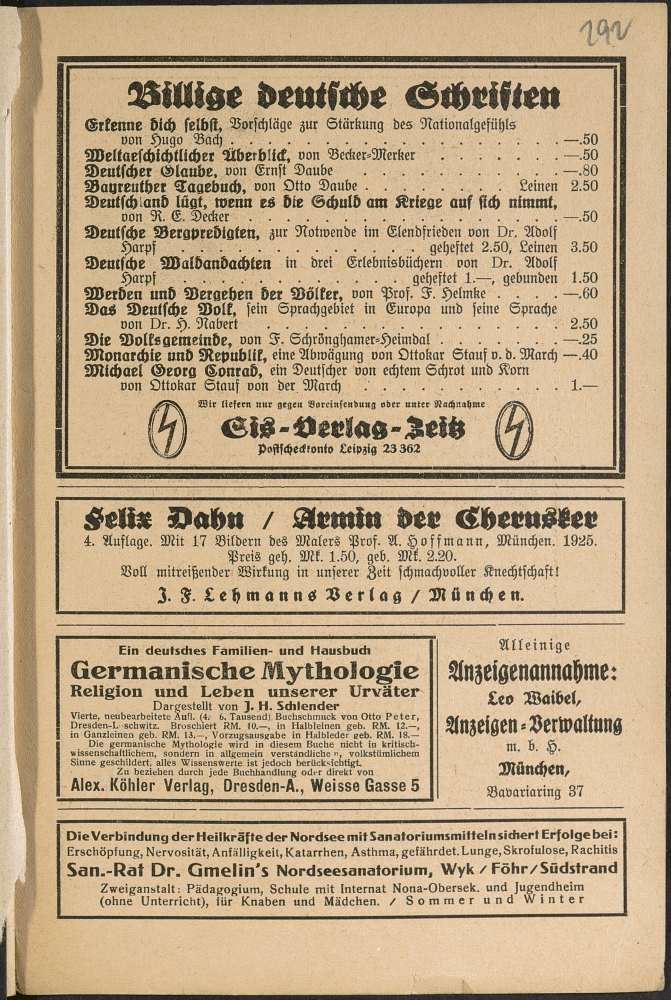 292
Billige deutsche Schriften
Erkenne dich selbst, Vorschläge zur Stärkung des Nationalgefühls
von Hugo Bach . . . . . . . . . . . . . . . . —.50
Weltgeschichtlicher Überblick, von Becker-Merker . . . . . . —.50
Deutscher Glaube, von Ernst Daube . . . . . . . . . . . —.80
Bayreuther Tagebuch, von Otto Daube . . . . . . . Leinen 2.50
Deutschland lügt, wenn es die Schuld am Kriege auf sich nimmt,
von R. E. Decker . . . . . . . . . . . . . . . —.50
Deutsche Bergpredigten, zur Notwende im Elendfrieden von Dr. Adolf
Harpf . . . . . . . . . . . . geheftet 2.50, Leinen 3.50
Deutsche Waldandachten in drei Erlebnisbüchern von Dr. Adolf
Harpf . . . . . . . . . . . geheftet 1.—, gebunden 1.50
Werden und Vergehen der Völker, von Prof. F. Helmke . . . . —.60
Das Deutsche Volk, sein Sprachgebiet in Europa und seine Sprache
von Dr. H. Nabert . . . . . . . . . . . . . . . 2.50
Die Volksgemeinde, von F. Schrönghamer-Heimdal . . . . . . —.25
Monarchie und Republik, eine Abwägung von Ottokar Stauf v. d. March —.40
Michael Georg Conrad, ein Deutscher von echtem Schrot und Korn
von Ottokar Stauf von der March . . . . . . . . . . 1.—
Wir liefern nur gegen Voreinsendung oder unter Nachnahme
Eis-Verlag-Zeitz
Postscheckkonto Leipzig 23 362
Felix Dahn / Armin der Cherusker
4. Auflage. Mit 17 Bildern des Malers Prof. A. Hoffmann, München. 1925.
Preis geh. Mk. 1.50, geb. Mk. 2.20.
Voll mitreißender Wirkung in unserer Zeit schmachvoller Knechtschaft!
J. F. Lehmanns Verlag / München.
Ein deutsches Familien- und Hausbuch
Germanische Mythologie
Religion und Leben unserer Urväter
Dargestellt von J. H. Schlender
Vierte, neubearbeitete Aufl. (4. 6. Tausend) Buchschmuck von Otto Peter,
Dresden-L schwitz. Broschiert RM. 10.—, in Halbleinen geb. RM. 12.—,
in Ganzleinen geb. RM. 13.—, Vorzugsausgabe in Halbleder geb. RM. 18.—
Die germanische Mythologie wird in diesem Buche nicht in kritisch-
wissenschaftlichem, sondern in allgemein verständlichen, volkstümlichem
Sinne geschildert, alles Wissenswerte ist jedoch berücksichtigt.
Zu beziehen durch jede Buchhandlung oder direkt von
Alex. Köhler Verlag, Dresden-A., Weisse Gasse 5
Alleinige
Anzeigenannahme:
Leo Waibel,
Anzeigen-Verwaltung
m. b. H.
München,
Bavariaring 37
Die Verbindung der Heilkräfte der Nordsee mit Sanatoriumsmitteln sichert Erfolge bei:
Erschöpfung, Nervosität, Anfälligkeit, Katarrhen, Asthma, gefährdet. Lunge, Skrofulose, Rachitis
San.-Rat Dr. Gmelin's Nordseesanatorium, Wyk / Föhr / Südstrand
Zweiganstalt: Pädagogium, Schule mit Internat Nona-Obersek. und Jugendheim
(ohne Unterricht), für Knaben und Mädchen. / Sommer und Winter